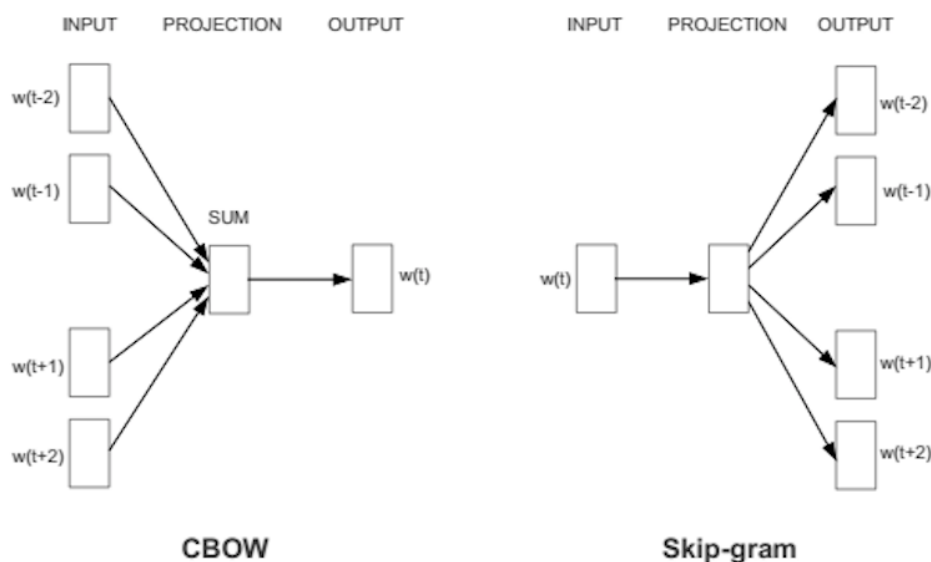 INPUT PROJECTION OUTPUT
w(t-2)
w(t-1)
SUM
w(t)
w(t+1)
w(t+2)
CBOW
INPUT PROJECTION OUTPUT
w(t-2)
w(t-1)
w(t)
w(t+1)
w(t+2)
Skip-gram